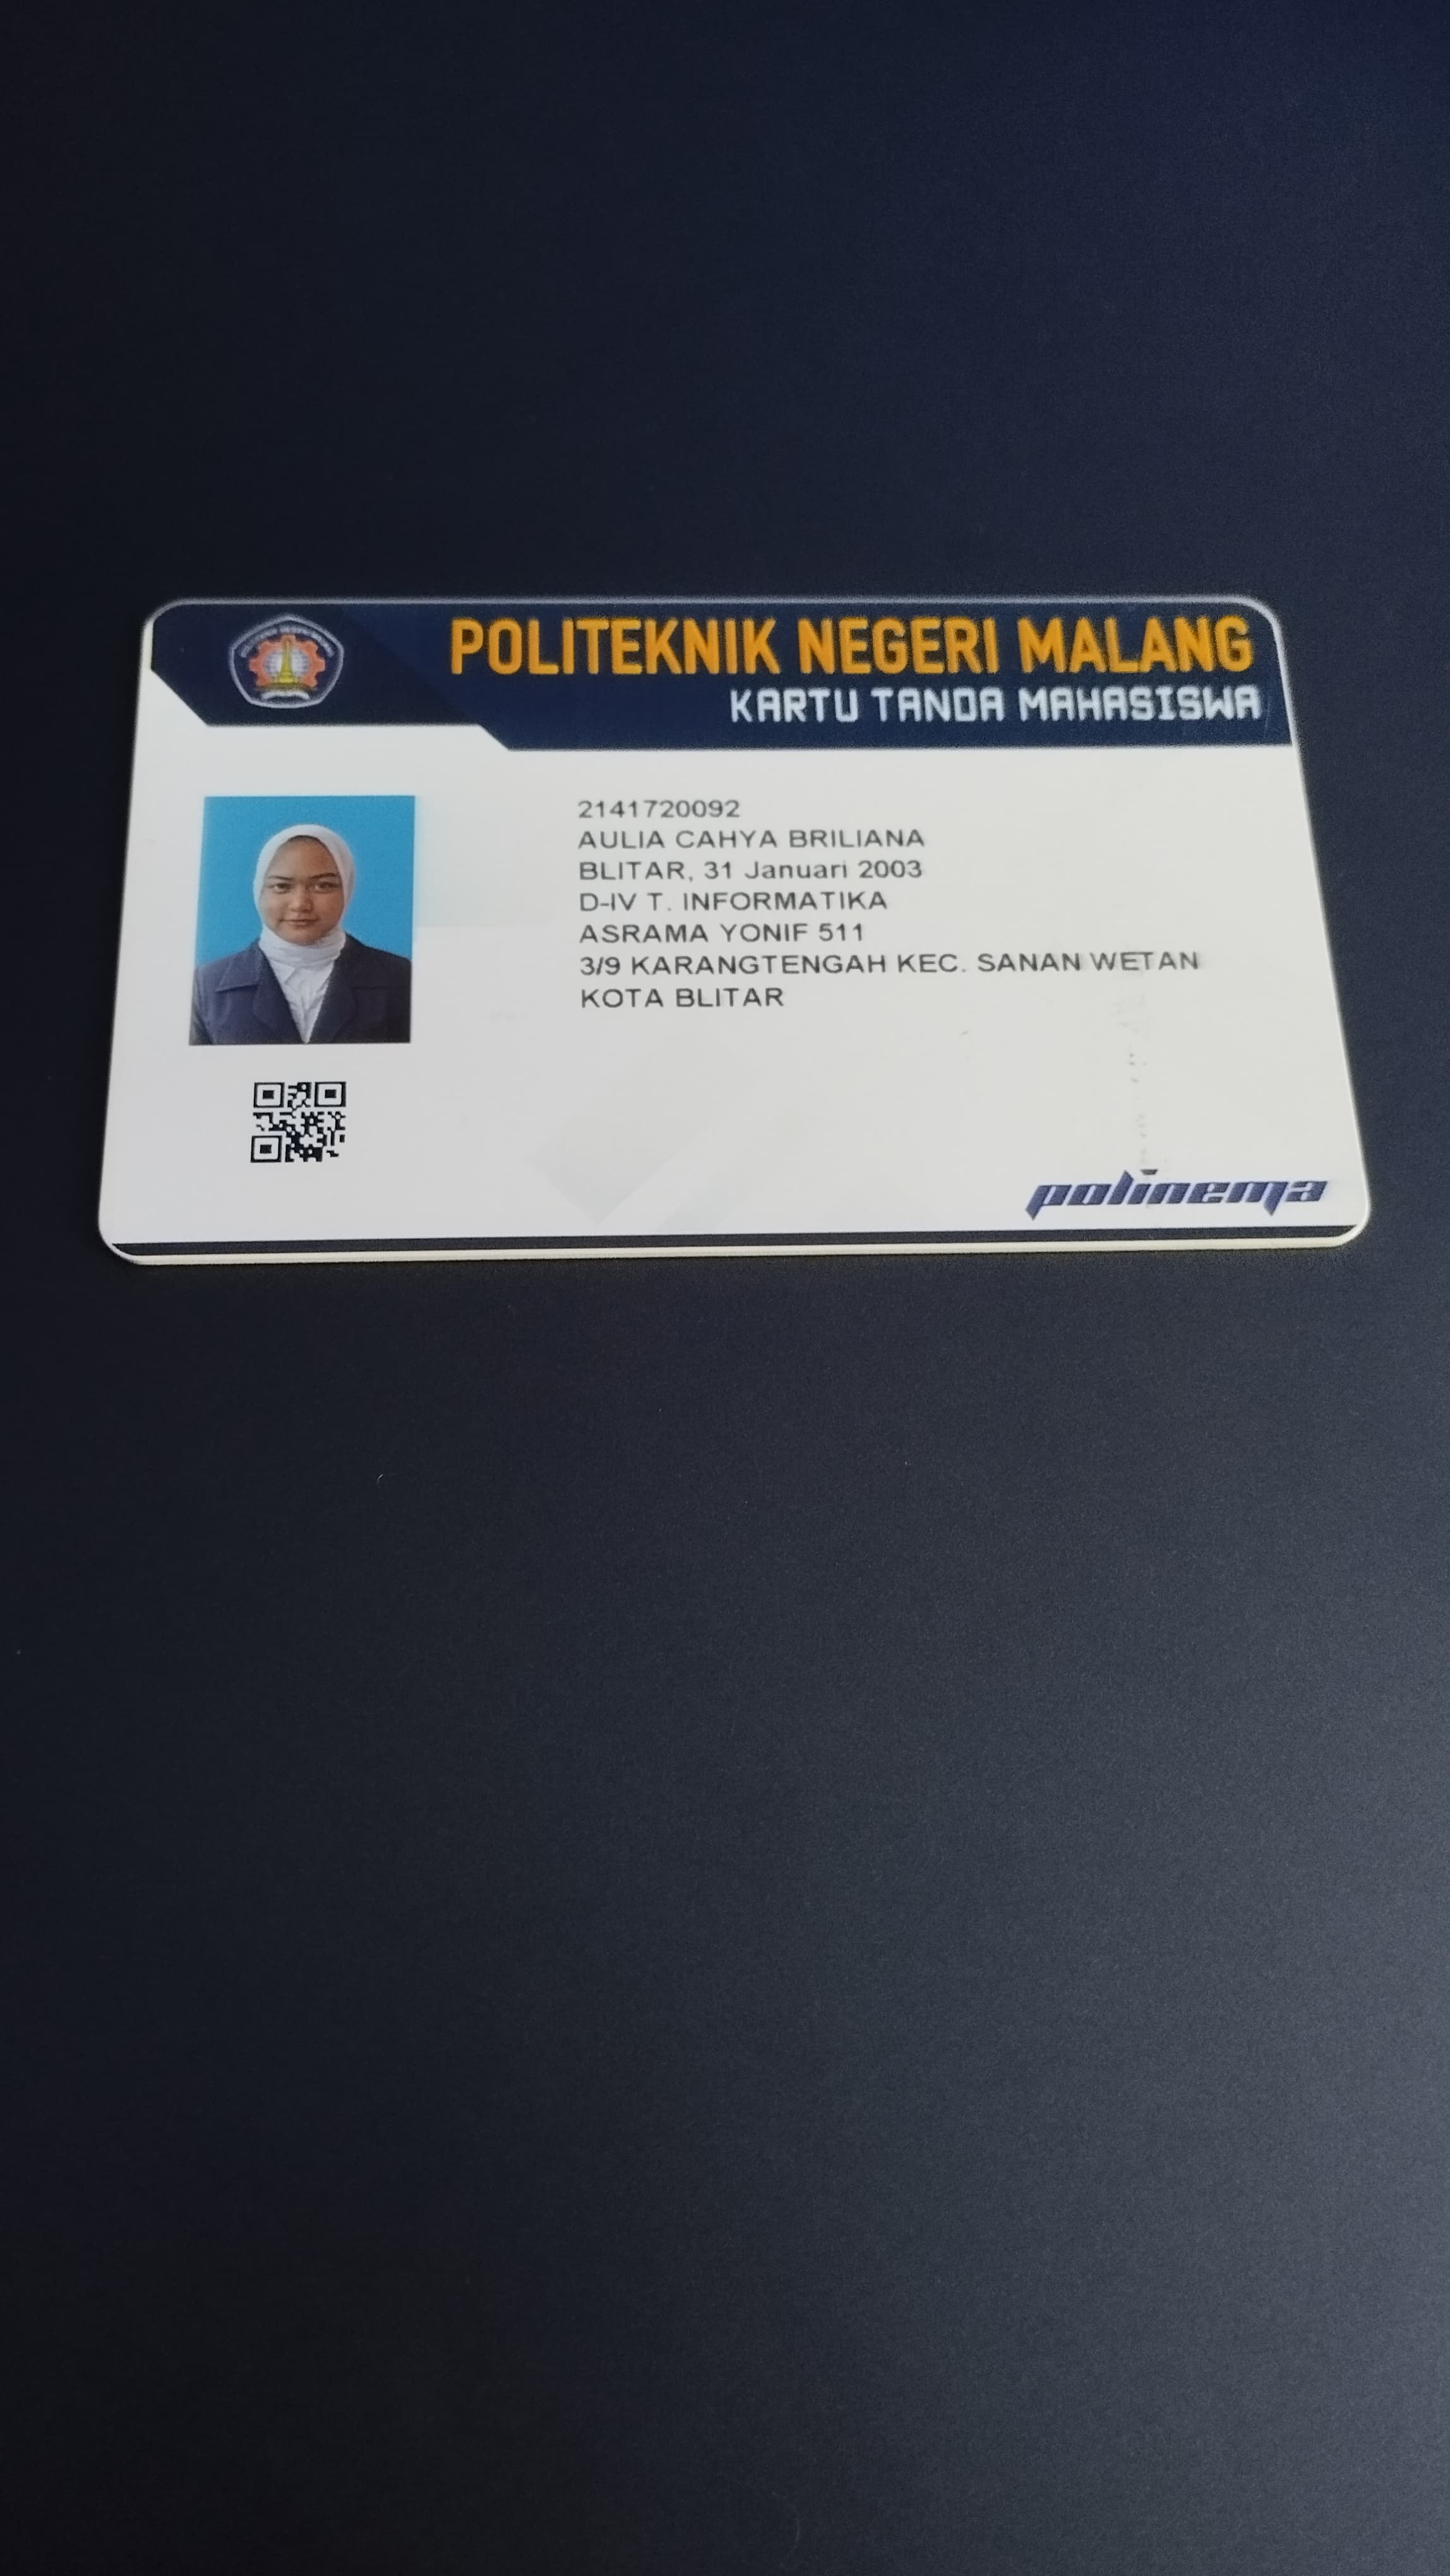 POLITEKNIK NEGERI MALANG
KARTU TANDA MAHASISWA
2141720092
AULIA CAHYA BRILIANA
BLITAR, 31 Januari 2003
D-IV T. INFORMATIKA
ASRAMA YONIF 511
3/9 KARANGTENGAH KEC. SANAN WETAN
KOTA BLITAR
polinema